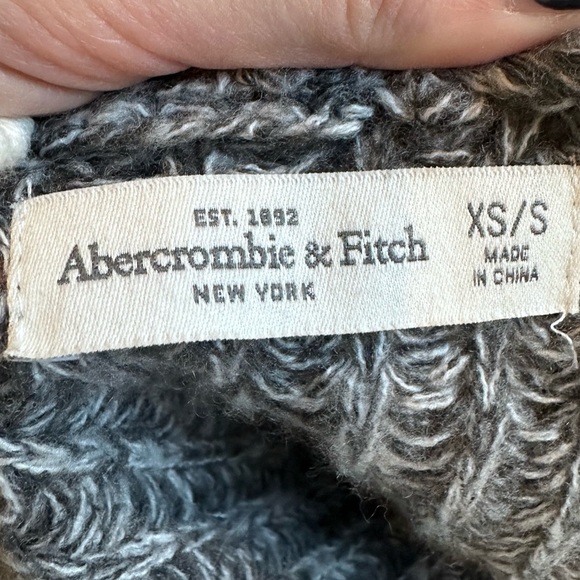 EST. 1892
Abercrombie & Fitch
NEW YORK
XS/S
MADE
IN CHINA